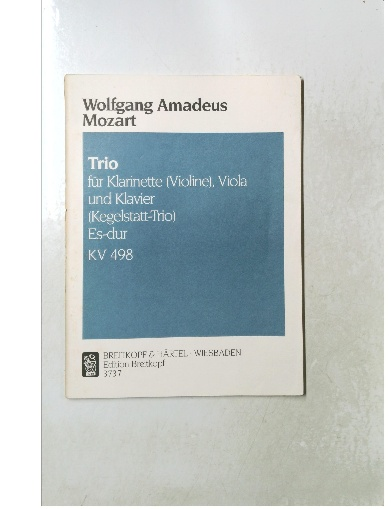 Wolfgang Amadeus
Mozart
Trio
für Klarinette (Violine), Viola
und Klavier
(Kegelstatt-Trio)
Es-dur
KV 498
BREITKOPF & HÄRTEL · WIESBADEN
Edition Breitkopf
3737